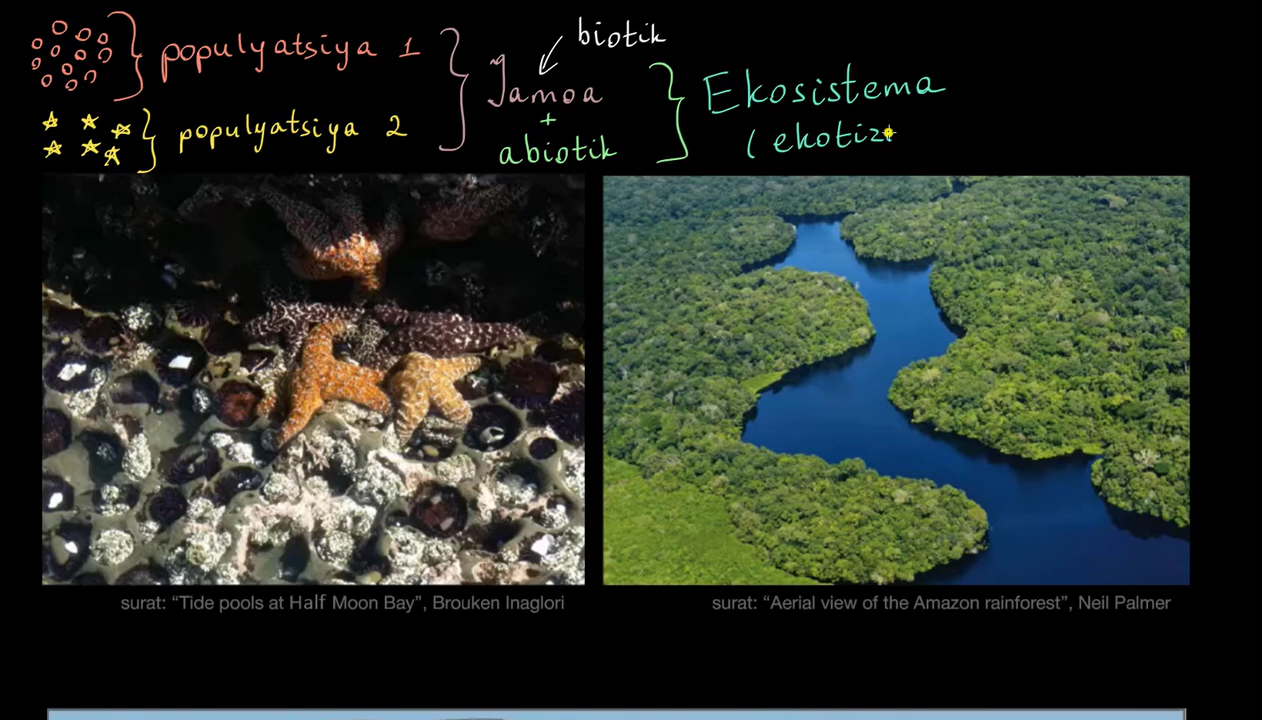 populyatsiya 1
populyatsiya 2
biotik
Jamoa
+
abiotik
Ekosistema
(ekotiz
surat: “Tide pools at Half Moon Bay”, Brouken Inaglori
surat: “Aerial view of the Amazon rainforest”, Neil Palmer